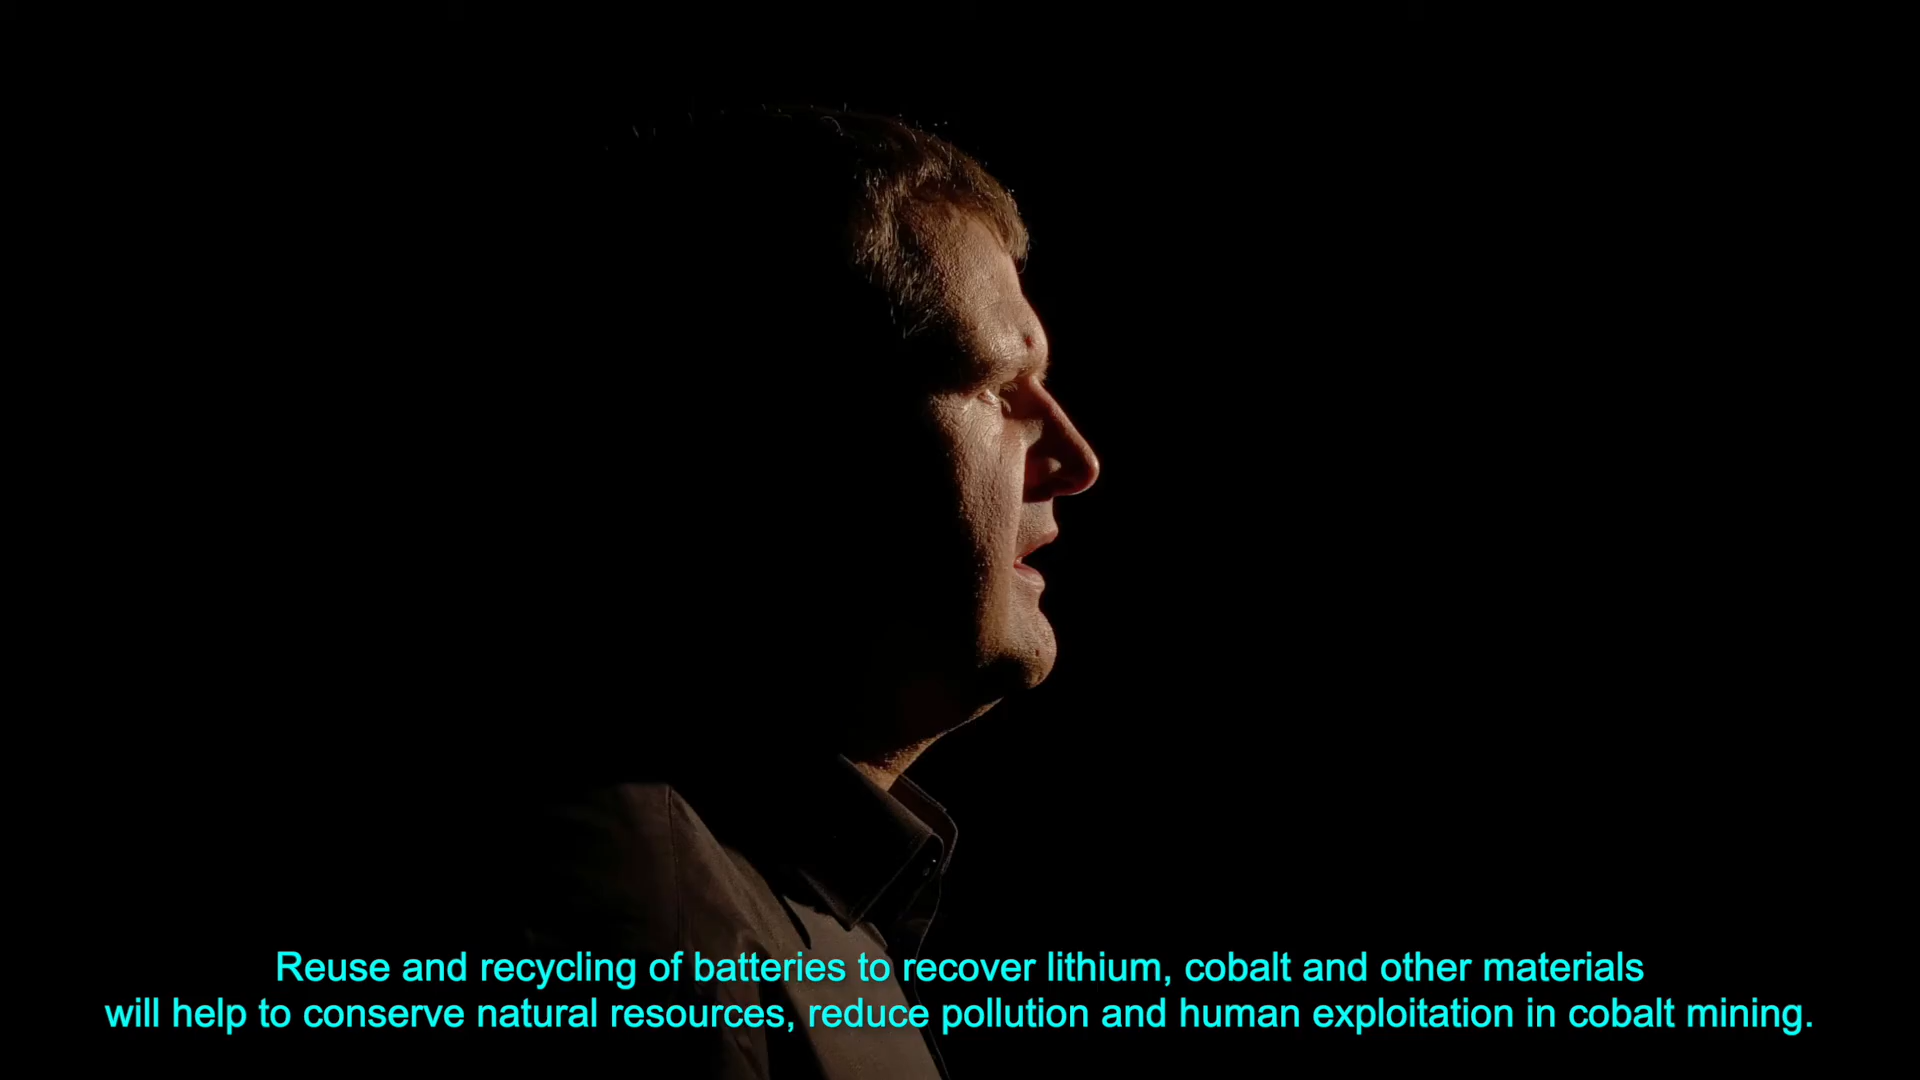 Reuse and recycling of batteries to recover lithium, cobalt and other materials
will help to conserve natural resources, reduce pollution and human exploitation in cobalt mining.